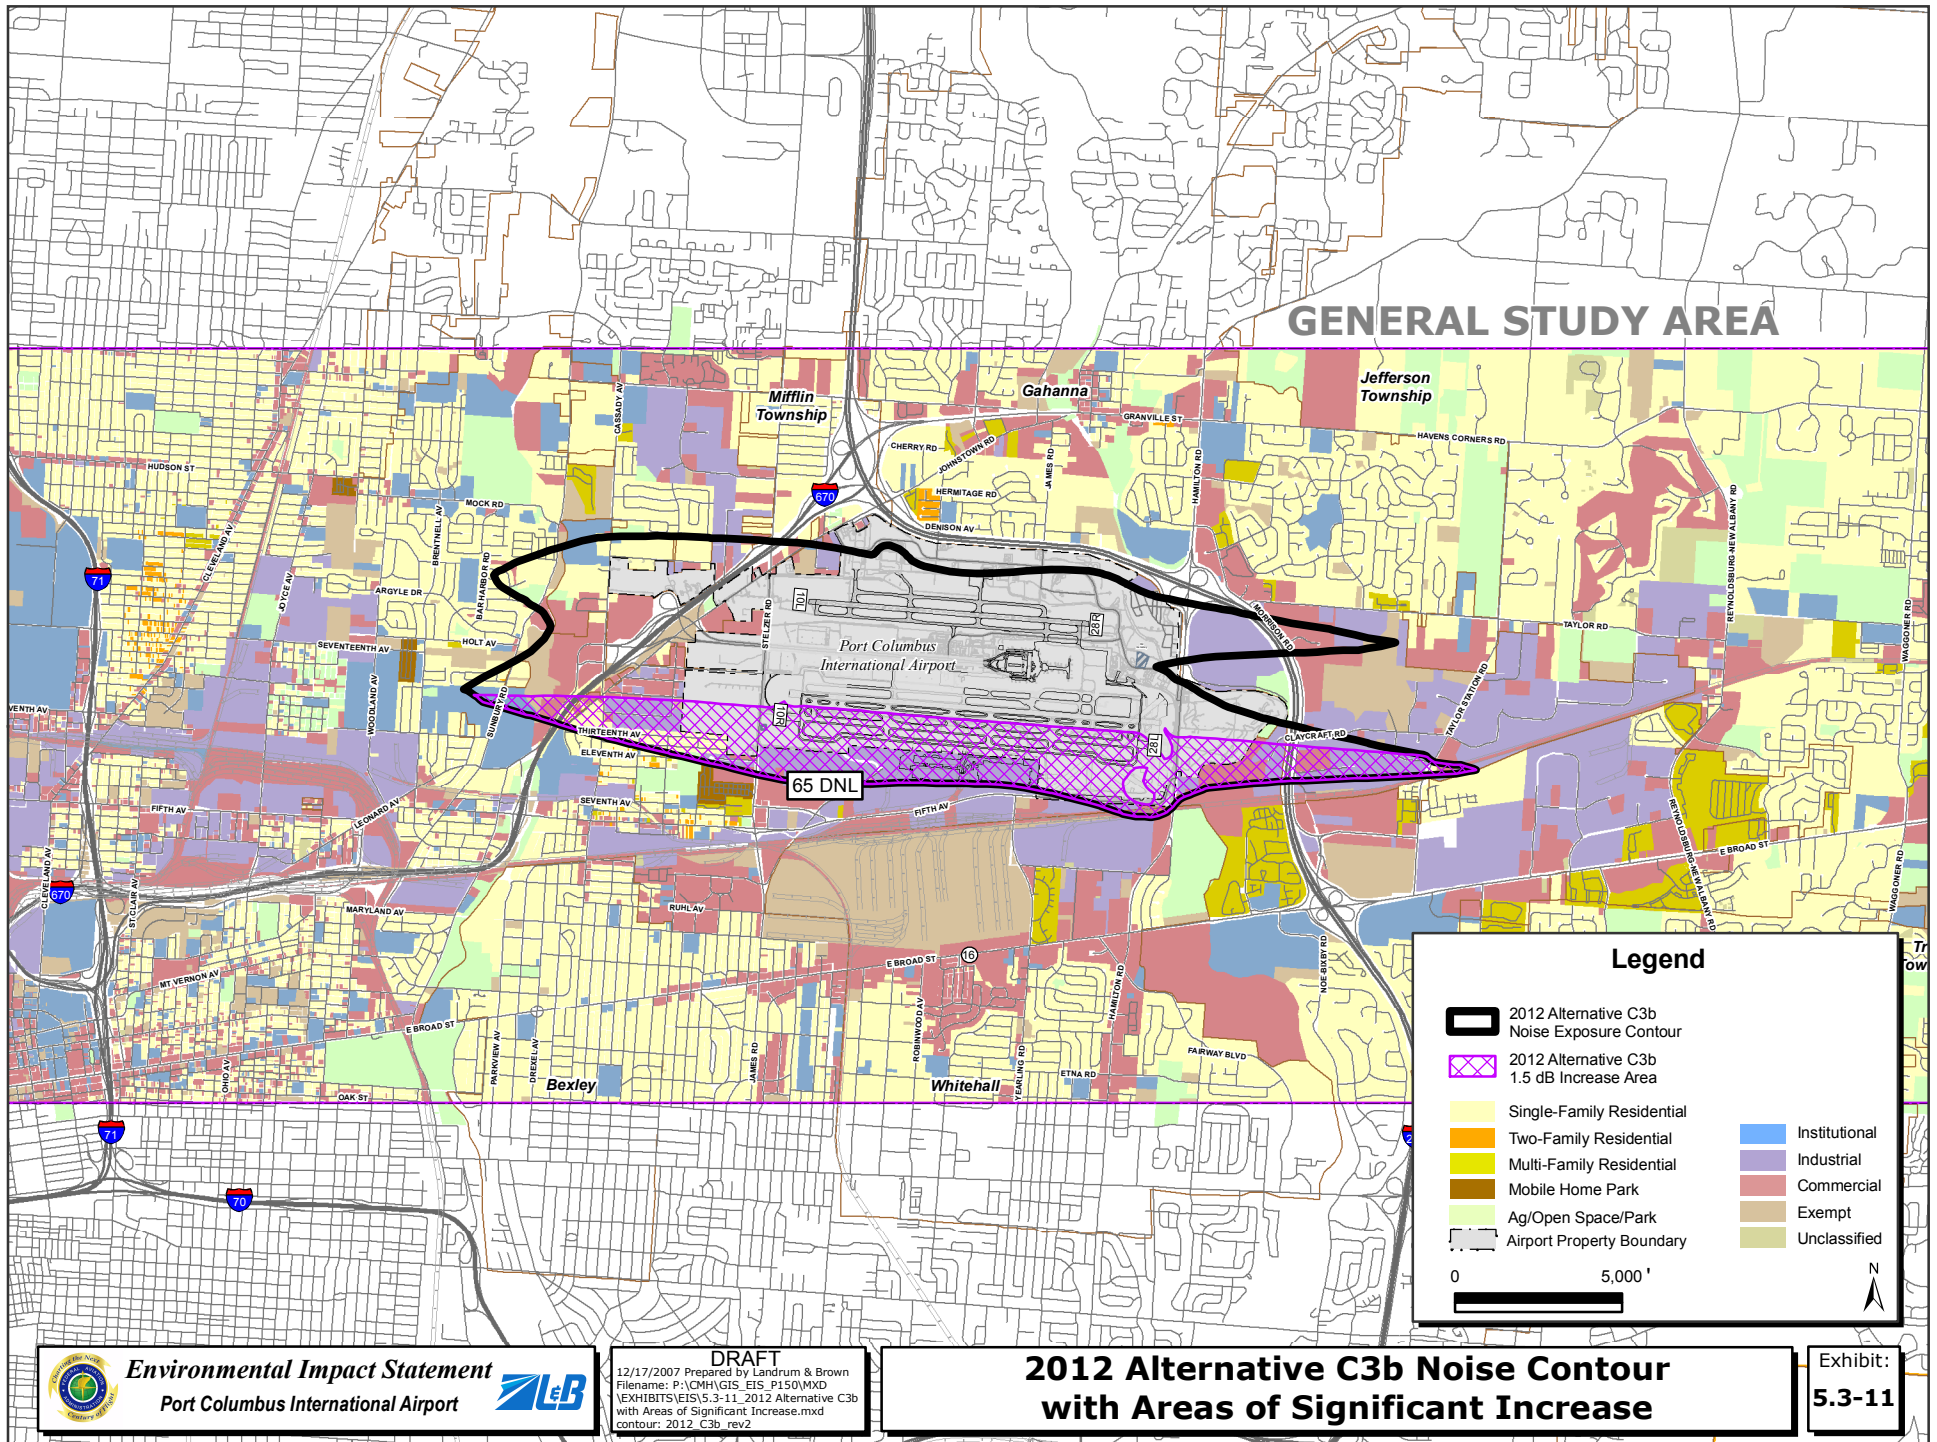 GENERAL STUDY AREA
Jefferson
Township
Gahanna
Mifflin
Township
GRANVILLE ST
HAVENS CORNERS RD
CASSADY AV
CHERRY RD
JOHNSTOWN RD
JAMES RD
HAMILTON RD
HUDSON ST
670
HERMITAGE RD
MOCK RD
DENISON AV
BRENTNELL AV
CLEVELAND AV
REYNOLDSBURG-NEW ALBANY RD
71
JOYCE AV
ARGYLE DR
BAR HARBOR RD
STELZER RD
10L
28R
MORRISON RD
TAYLOR RD
WAGGONER RD
SEVENTEENTH AV
HOLT AV
Port Columbus
International Airport
TAYLOR STATION RD
WOODLAND AV
SUNBURY RD
VENTH AV
10R
28L
THIRTEENTH AV
CLAYCRAFT RD
ELEVENTH AV
65 DNL
SEVENTH AV
FIFTH AV
FIFTH AV
LEONARD AV
REYNOLDSBURG-NEW ALBANY RD
E BROAD ST
CLEVELAND AV
670
ST CLAIR AV
MARYLAND AV
RUHL AV
WAGGONER RD
E BROAD ST
16
NOE-BIXBY RD
MT VERNON AV
HAMILTON RD
ROBINWOOD AV
E BROAD ST
PARKVIEW AV
DREXEL AV
JAMES RD
YEARLING RD
FAIRWAY BLVD
OHIO AV
Bexley
Whitehall
ETNA RD
OAK ST
71
70
2
Tr
Tow
Legend
2012 Alternative C3b
Noise Exposure Contour
2012 Alternative C3b
1.5 dB Increase Area
Single-Family Residential
Two-Family Residential
Multi-Family Residential
Mobile Home Park
Ag/Open Space/Park
Airport Property Boundary
Institutional
Industrial
Commercial
Exempt
Unclassified
0 5,000 '
N
Environmental Impact Statement
Port Columbus International Airport
L&B
DRAFT
12/17/2007 Prepared by Landrum & Brown
Filename: P:\CMH\GIS_EIS_P150\MXD
\EXHIBITS\EIS\5.3-11_2012 Alternative C3b
with Areas of Significant Increase.mxd
contour: 2012_C3b_rev2
2012 Alternative C3b Noise Contour
with Areas of Significant Increase
Exhibit:
5.3-11